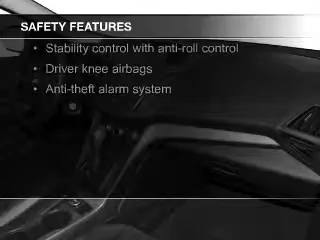 SAFETY FEATURES
• Stability control with anti-roll control
• Driver knee airbags
• Anti-theft alarm system